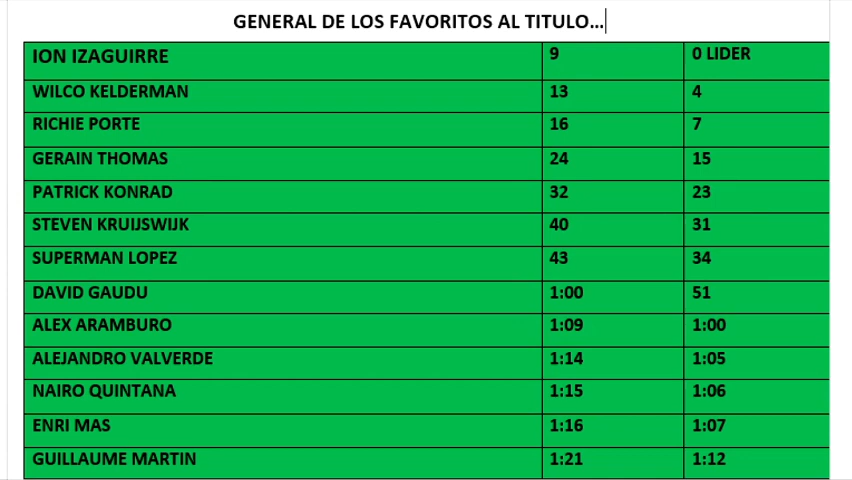 GENERAL DE LOS FAVORITOS AL TITULO...
ION IZAGUIRRE 9 0 LIDER
WILCO KELDERMAN 13 4
RICHIE PORTE 16 7
GERAIN THOMAS 24 15
PATRICK KONRAD 32 23
STEVEN KRUIJSWIJK 40 31
SUPERMAN LOPEZ 43 34
DAVID GAUDU 1:00 51
ALEX ARAMBURO 1:09 1:00
ALEJANDRO VALVERDE 1:14 1:05
NAIRO QUINTANA 1:15 1:06
ENRI MAS 1:16 1:07
GUILLAUME MARTIN 1:21 1:12